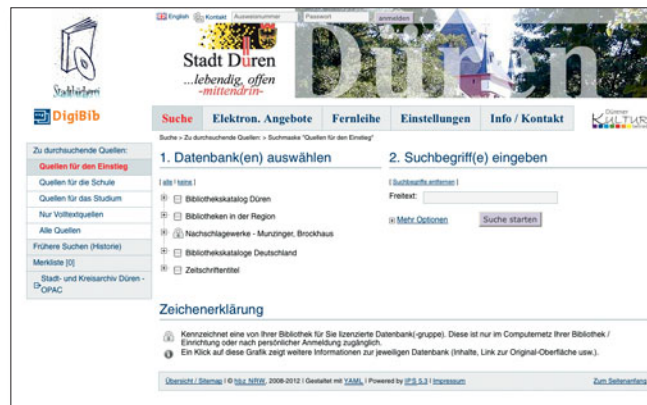 English Kontakt Ausweisnummer Passwort anmelden
Stadtbücherei
Stadt Düren
...lebendig, offen
-mittendrin-
Düren
DigiBib
Suche Elektron. Angebote Fernleihe Einstellungen Info / Kontakt
Dürener
KULTUR
Suche > Zu durchsuchende Quellen: > Suchmaske "Quellen für den Einstieg"
Zu durchsuchende Quellen:
Quellen für den Einstieg
Quellen für die Schule
Quellen für das Studium
Nur Volltextquellen
Alle Quellen
Frühere Suchen (Historie)
Merkliste [0]
Stadt- und Kreisarchiv Düren -
OPAC
1. Datenbank(en) auswählen
[ alle | keine ]
Bibliothekskatalog Düren
Bibliotheken in der Region
Nachschlagewerke - Munzinger, Brockhaus
Bibliothekskataloge Deutschland
Zeitschriftentitel
2. Suchbegriff(e) eingeben
[ Suchbegriffe entfernen ]
Freitext:
Mehr Optionen Suche starten
Zeichenerklärung
Kennzeichnet eine von Ihrer Bibliothek für Sie lizenzierte Datenbank(-gruppe). Diese ist nur im Computernetz Ihrer Bibliothek /
Einrichtung oder nach persönlicher Anmeldung zugänglich.
Ein Klick auf diese Grafik zeigt weitere Informationen zur jeweiligen Datenbank (Inhalte, Link zur Original-Oberfläche usw.).
Übersicht / Sitemap | © hbz NRW, 2008-2012 | Gestaltet mit YAML | Powered by IPS 5.3 | Impressum Zum Seitenanfang